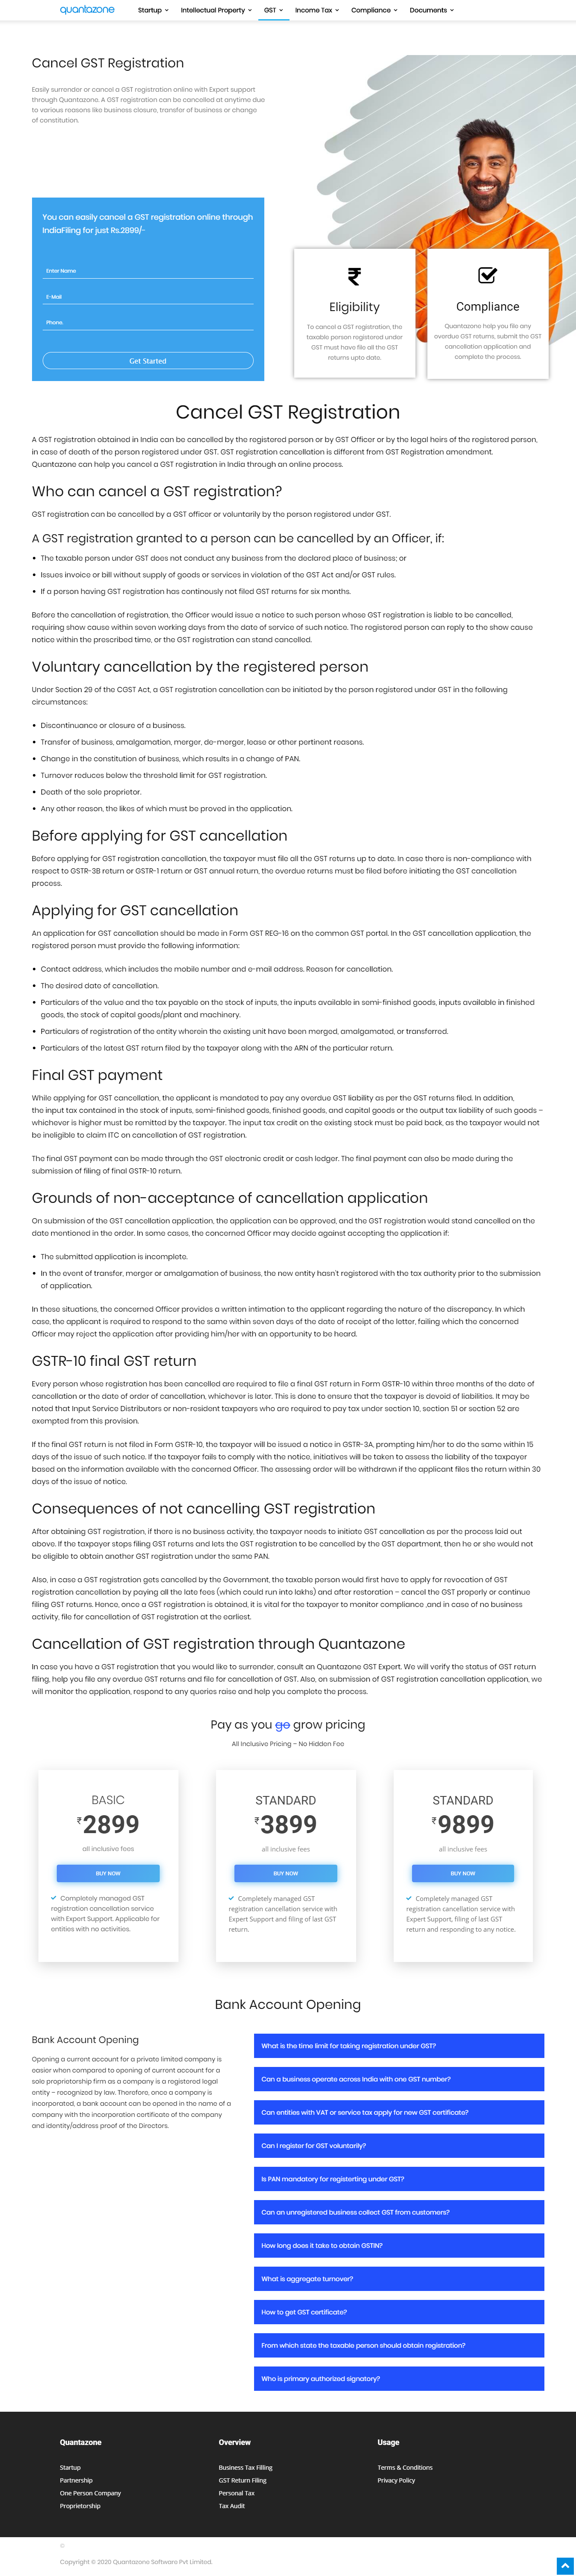 quantazone
Startup
Intellectual Property
GST
Income Tax
Compliance
Documents
Cancel GST Registration
Easily surrender or cancel a GST registration online with Expert support
through Quantazone. A GST registration can be cancelled at anytime due
to various reasons like business closure, transfer of business or change
of constitution.
You can easily cancel a GST registration online through
IndiaFiling for just Rs.2899/-
Enter Name
E-Mail
Phone.
Get Started
Eligibility
To cancel a GST registration, the
taxable person registered under
GST must have file all the GST
returns upto date.
Compliance
Quantazone help you file any
overdue GST returns, submit the GST
cancellation application and
complete the process.
Cancel GST Registration
A GST registration obtained in India can be cancelled by the registered person or by GST Officer or by the legal heirs of the registered person,
in case of death of the person registered under GST. GST registration cancellation is different from GST Registration amendment.
Quantazone can help you cancel a GST registration in India through an online process.
Who can cancel a GST registration?
GST registration can be cancelled by a GST officer or voluntarily by the person registered under GST.
A GST registration granted to a person can be cancelled by an Officer, if:
• The taxable person under GST does not conduct any business from the declared place of business; or
• Issues invoice or bill without supply of goods or services in violation of the GST Act and/or GST rules.
• If a person having GST registration has continously not filed GST returns for six months.
Before the cancellation of registration, the Officer would issue a notice to such person whose GST registration is liable to be cancelled,
requiring show cause within seven working days from the date of service of such notice. The registered person can reply to the show cause
notice within the prescribed time, or the GST registration can stand cancelled.
Voluntary cancellation by the registered person
Under Section 29 of the CGST Act, a GST registration cancellation can be initiated by the person registered under GST in the following
circumstances:
• Discontinuance or closure of a business.
• Transfer of business, amalgamation, merger, de-merger, lease or other pertinent reasons.
• Change in the constitution of business, which results in a change of PAN.
• Turnover reduces below the threshold limit for GST registration.
• Death of the sole proprietor.
• Any other reason, the likes of which must be proved in the application.
Before applying for GST cancellation
Before applying for GST registration cancellation, the taxpayer must file all the GST returns up to date. In case there is non-compliance with
respect to GSTR-3B return or GSTR-1 return or GST annual return, the overdue returns must be filed before initiating the GST cancellation
process.
Applying for GST cancellation
An application for GST cancellation should be made in Form GST REG-16 on the common GST portal. In the GST cancellation application, the
registered person must provide the following information:
• Contact address, which includes the mobile number and e-mail address. Reason for cancellation.
• The desired date of cancellation.
• Particulars of the value and the tax payable on the stock of inputs, the inputs available in semi-finished goods, inputs available in finished
goods, the stock of capital goods/plant and machinery.
• Particulars of registration of the entity wherein the existing unit have been merged, amalgamated, or transferred.
• Particulars of the latest GST return filed by the taxpayer along with the ARN of the particular return.
Final GST payment
While applying for GST cancellation, the applicant is mandated to pay any overdue GST liability as per the GST returns filed. In addition,
the input tax contained in the stock of inputs, semi-finished goods, finished goods, and capital goods or the output tax liability of such goods –
whichever is higher must be remitted by the taxpayer. The input tax credit on the existing stock must be paid back, as the taxpayer would not
be ineligible to claim ITC on cancellation of GST registration.
The final GST payment can be made through the GST electronic credit or cash ledger. The final payment can also be made during the
submission of filing of final GSTR-10 return.
Grounds of non-acceptance of cancellation application
On submission of the GST cancellation application, the application can be approved, and the GST registration would stand cancelled on the
date mentioned in the order. In some cases, the concerned Officer may decide against accepting the application if:
• The submitted application is incomplete.
• In the event of transfer, merger or amalgamation of business, the new entity hasn't registered with the tax authority prior to the submission
of application.
In these situations, the concerned Officer provides a written intimation to the applicant regarding the nature of the discrepancy. In which
case, the applicant is required to respond to the same within seven days of the date of receipt of the letter, failing which the concerned
Officer may reject the application after providing him/her with an opportunity to be heard.
GSTR-10 final GST return
Every person whose registration has been cancelled are required to file a final GST return in Form GSTR-10 within three months of the date of
cancellation or the date of order of cancellation, whichever is later. This is done to ensure that the taxpayer is devoid of liabilities. It may be
noted that Input Service Distributors or non-resident taxpayers who are required to pay tax under section 10, section 51 or section 52 are
exempted from this provision.
If the final GST return is not filed in Form GSTR-10, the taxpayer will be issued a notice in GSTR-3A, prompting him/her to do the same within 15
days of the issue of such notice. If the taxpayer fails to comply with the notice, initiatives will be taken to assess the liability of the taxpayer
based on the information available with the concerned Officer. The assessing order will be withdrawn if the applicant files the return within 30
days of the issue of notice.
Consequences of not cancelling GST registration
After obtaining GST registration, if there is no business activity, the taxpayer needs to initiate GST cancellation as per the process laid out
above. If the taxpayer stops filing GST returns and lets the GST registration to be cancelled by the GST department, then he or she would not
be eligible to obtain another GST registration under the same PAN.
Also, in case a GST registration gets cancelled by the Government, the taxable person would first have to apply for revocation of GST
registration cancellation by paying all the late fees (which could run into lakhs) and after restoration – cancel the GST properly or continue
filing GST returns. Hence, once a GST registration is obtained, it is vital for the taxpayer to monitor compliance ,and in case of no business
activity, file for cancellation of GST registration at the earliest.
Cancellation of GST registration through Quantazone
In case you have a GST registration that you would like to surrender, consult an Quantazone GST Expert. We will verify the status of GST return
filing, help you file any overdue GST returns and file for cancellation of GST. Also, on submission of GST registration cancellation application, we
will monitor the application, respond to any queries raise and help you complete the process.
Pay as you go grow pricing
All Inclusive Pricing – No Hidden Fee
BASIC
₹2899
all inclusive fees
BUY NOW
Completely managed GST
registration cancellation service
with Expert Support. Applicable for
entities with no activities.
STANDARD
₹3899
all inclusive fees
BUY NOW
Completely managed GST
registration cancellation service with
Expert Support and filing of last GST
return.
STANDARD
₹9899
all inclusive fees
BUY NOW
Completely managed GST
registration cancellation service with
Expert Support, filing of last GST
return and responding to any notice.
Bank Account Opening
Bank Account Opening
Opening a current account for a private limited company is
easier when compared to opening of current account for a
sole proprietorship firm as a company is a registered legal
entity – recognized by law. Therefore, once a company is
incorporated, a bank account can be opened in the name of a
company with the incorporation certificate of the company
and identity/address proof of the Directors.
What is the time limit for taking registration under GST?
Can a business operate across India with one GST number?
Can entities with VAT or service tax apply for new GST certificate?
Can I register for GST voluntarily?
Is PAN mandatory for registerting under GST?
Can an unregistered business collect GST from customers?
How long does it take to obtain GSTIN?
What is aggregate turnover?
How to get GST certificate?
From which state the taxable person should obtain registration?
Who is primary authorized signatory?
Quantazone
Startup
Partnership
One Person Company
Proprietorship
Overview
Business Tax Filling
GST Return Filing
Personal Tax
Tax Audit
Usage
Terms & Conditions
Privacy Policy
Copyright © 2020 Quantazone Software Pvt Limited.